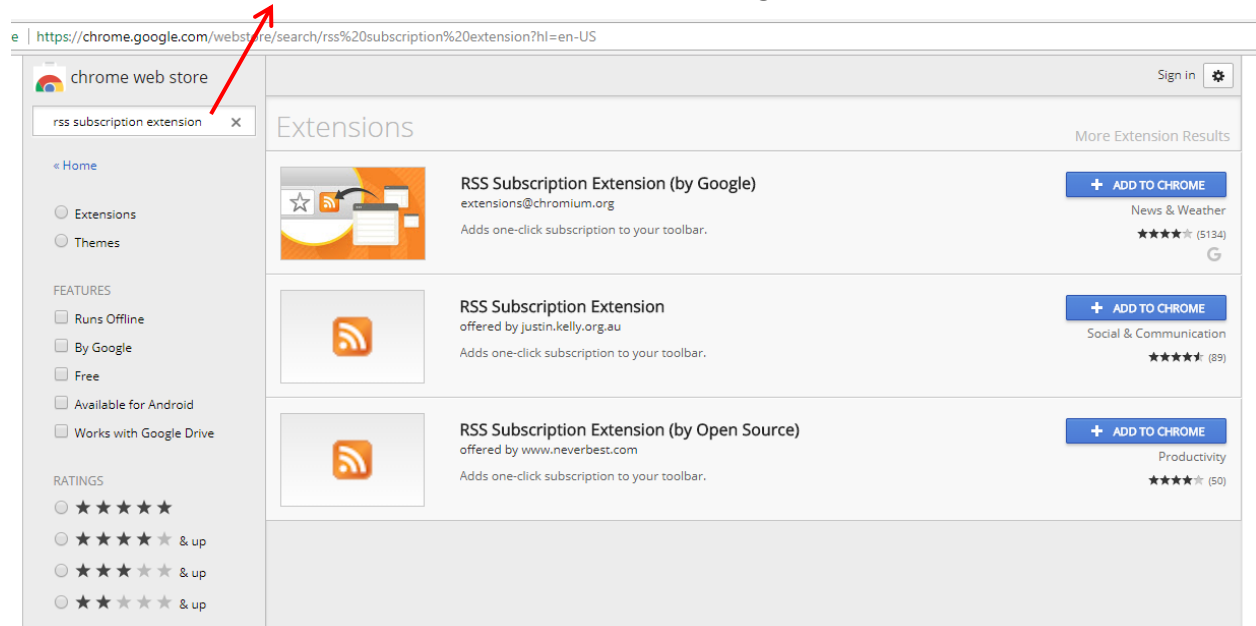 e | https://chrome.google.com/webstore/search/rss%20subscription%20extension?hl=en-US
chrome web store
Sign in
rss subscription extension ×
Extensions
More Extension Results
« Home
Extensions
Themes
FEATURES
Runs Offline
By Google
Free
Available for Android
Works with Google Drive
RATINGS
& up
& up
& up
RSS Subscription Extension (by Google)
extensions@chromium.org
Adds one-click subscription to your toolbar.
+ ADD TO CHROME
News & Weather
(5134)
G
RSS Subscription Extension
offered by justin.kelly.org.au
Adds one-click subscription to your toolbar.
+ ADD TO CHROME
Social & Communication
(89)
RSS Subscription Extension (by Open Source)
offered by www.neverbest.com
Adds one-click subscription to your toolbar.
+ ADD TO CHROME
Productivity
(50)